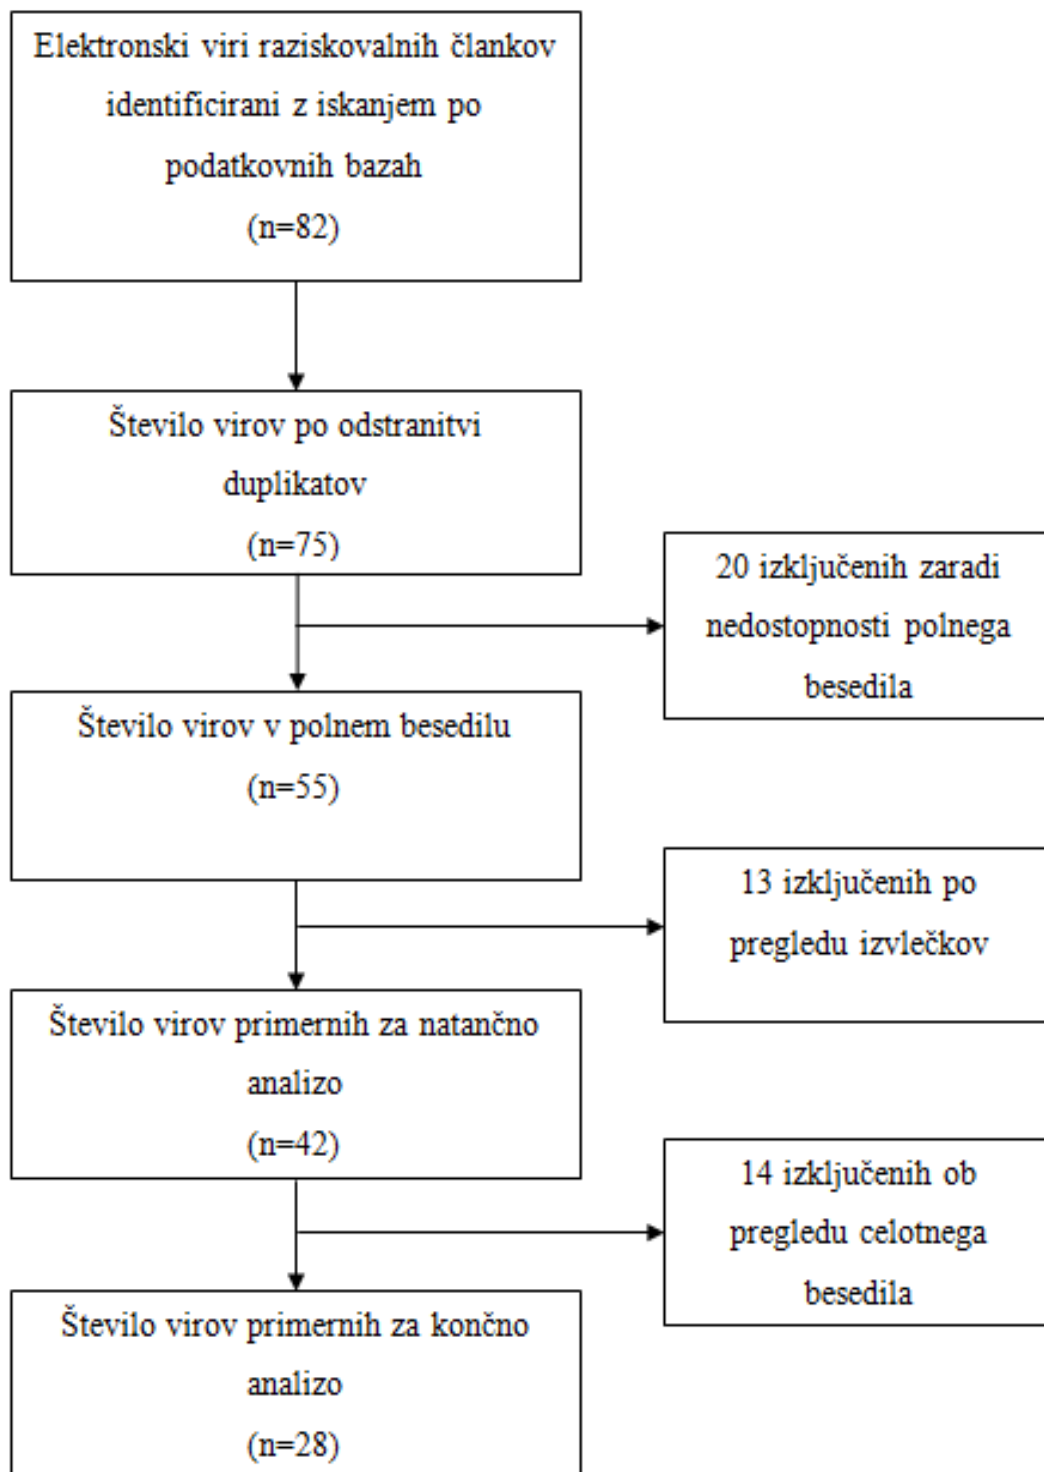 Elektronski viri raziskovalnih člankov
identificirani z iskanjem po
podatkovnih bazah
(n=82)
Število virov po odstranitvi
duplikatov
(n=75)
20 izključenih zaradi
nedostopnosti polnega
besedila
Število virov v polnem besedilu
(n=55)
13 izključenih po
pregledu izvlečkov
Število virov primernih za natančno
analizo
(n=42)
14 izključenih ob
pregledu celotnega
besedila
Število virov primernih za končno
analizo
(n=28)